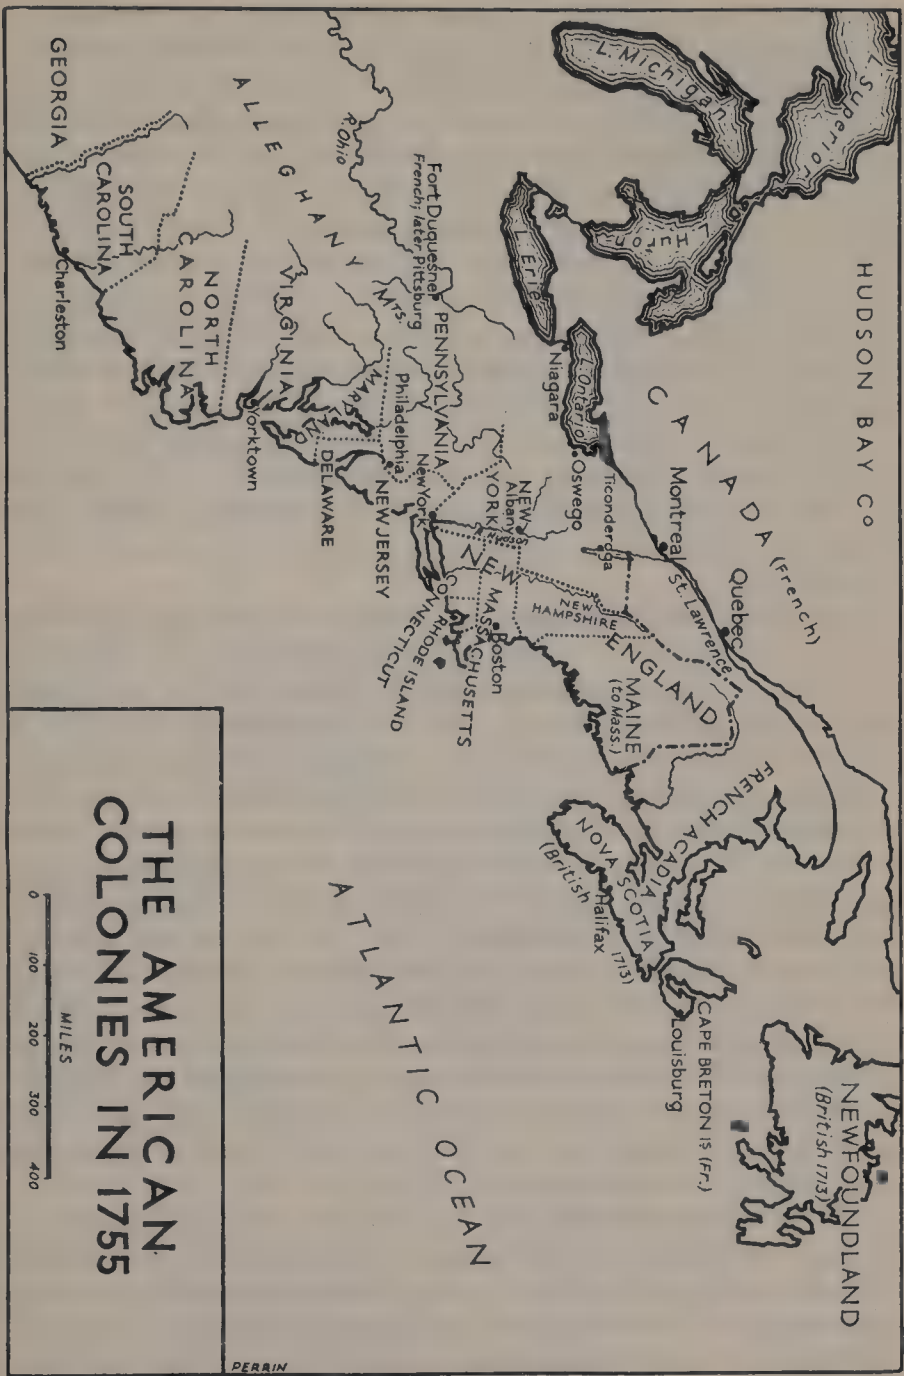 HUDSON BAY Cº
L. Superior
L. Michigan
L. Huron
L. Erie
L. Ontario
CANADA (French)
Quebec
Montreal
St. Lawrence
Niagara
Oswego
Ticonderoga
NEWFOUNDLAND
(British 1713)
CAPE BRETON IS (Fr.)
Louisburg
FRENCH ACADIA
NOVA SCOTIA
(British 1713)
Halifax
NEW ENGLAND
MAINE
(to Mass.)
NEW
HAMPSHIRE
Boston
MASSACHUSETTS
RHODE ISLAND
CONNECTICUT
NEW
YORK
Albany
R. Hudson
New York
NEW JERSEY
PENNSYLVANIA
Philadelphia
Fort Duquesne
French; later Pittsburg
R. Ohio
ALLEGHANY
MTS.
MARYLAND
DELAWARE
VIRGINIA
Yorktown
NORTH
CAROLINA
SOUTH
CAROLINA
Charleston
GEORGIA
ATLANTIC OCEAN
THE AMERICAN
COLONIES IN 1755
0 100 200 300 400
MILES
PERRIN